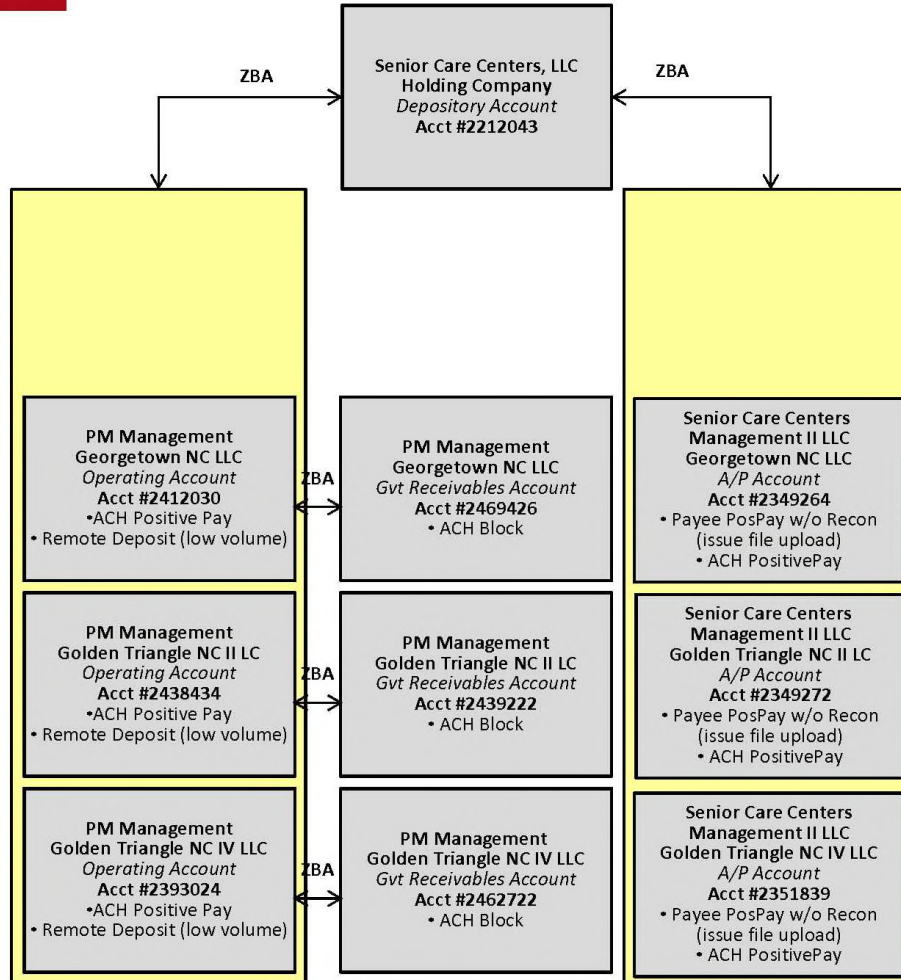 ZBA
Senior Care Centers, LLC
Holding Company
Depository Account
Acct #2212043
ZBA
PM Management
Georgetown NC LLC
Operating Account
Acct #2412030
•ACH Positive Pay
• Remote Deposit (low volume)
ZBA
PM Management
Georgetown NC LLC
Gvt Receivables Account
Acct #2469426
• ACH Block
Senior Care Centers
Management II LLC
Georgetown NC LLC
A/P Account
Acct #2349264
• Payee PosPay w/o Recon
(issue file upload)
• ACH PositivePay
PM Management
Golden Triangle NC II LC
Operating Account
Acct #2438434
•ACH Positive Pay
• Remote Deposit (low volume)
ZBA
PM Management
Golden Triangle NC II LC
Gvt Receivables Account
Acct #2439222
• ACH Block
Senior Care Centers
Management II LLC
Golden Triangle NC II LC
A/P Account
Acct #2349272
• Payee PosPay w/o Recon
(issue file upload)
• ACH PositivePay
PM Management
Golden Triangle NC IV LLC
Operating Account
Acct #2393024
•ACH Positive Pay
• Remote Deposit (low volume)
ZBA
PM Management
Golden Triangle NC IV LLC
Gvt Receivables Account
Acct #2462722
• ACH Block
Senior Care Centers
Management II LLC
Golden Triangle NC IV LLC
A/P Account
Acct #2351839
• Payee PosPay w/o Recon
(issue file upload)
• ACH PositivePay